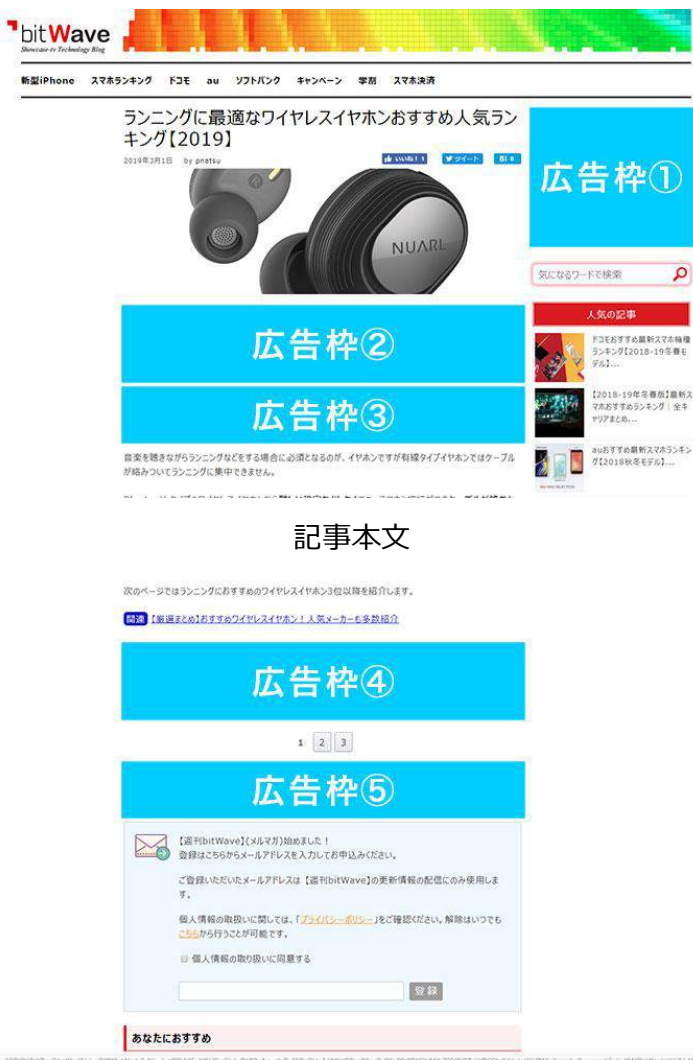 bitWave
Showcase-tv Technology Blog
新型iPhone スマホランキング ドコモ au ソフトバンク キャンペーン 学割 スマホ決済
ランニングに最適なワイヤレスイヤホンおすすめ人気ラン
キング【2019】
2019年3月1日 by pnatsu
いいね! 1 ツイート B! 0
NUARL
広告枠①
気になるワードで検索
人気の記事
ドコモおすすめ最新スマホ機種
ランキング【2018-19冬春モ
デル】...
【2018-19年冬春版】最新ス
マホおすすめランキング|全キ
ャリアまとめ...
auおすすめ最新スマホランキン
グ【2018秋冬モデル】...
広告枠②
広告枠③
音楽を聴きながらランニングなどをする場合に必須となるのが、イヤホンですが有線タイプイヤホンではケーブル
が絡みついてランニングに集中できません。
記事本文
次のページではランニングにおすすめのワイヤレスイヤホン3位以降を紹介します。
関連 【厳選まとめ】おすすめワイヤレスイヤホン!人気メーカーも多数紹介
広告枠④
1 2 3
広告枠⑤
【週刊bitWave】(メルマガ)始めました!
登録はこちらからメールアドレスを入力してお申込みください。
ご登録いただいたメールアドレスは【週刊bitWave】の更新情報の配信にのみ使用しま
す。
個人情報の取扱いに関しては、「プライバシーポリシー」をご確認ください。解除はいつでも
こちらから行うことが可能です。
個人情報の取り扱いに同意する
登録
あなたにおすすめ